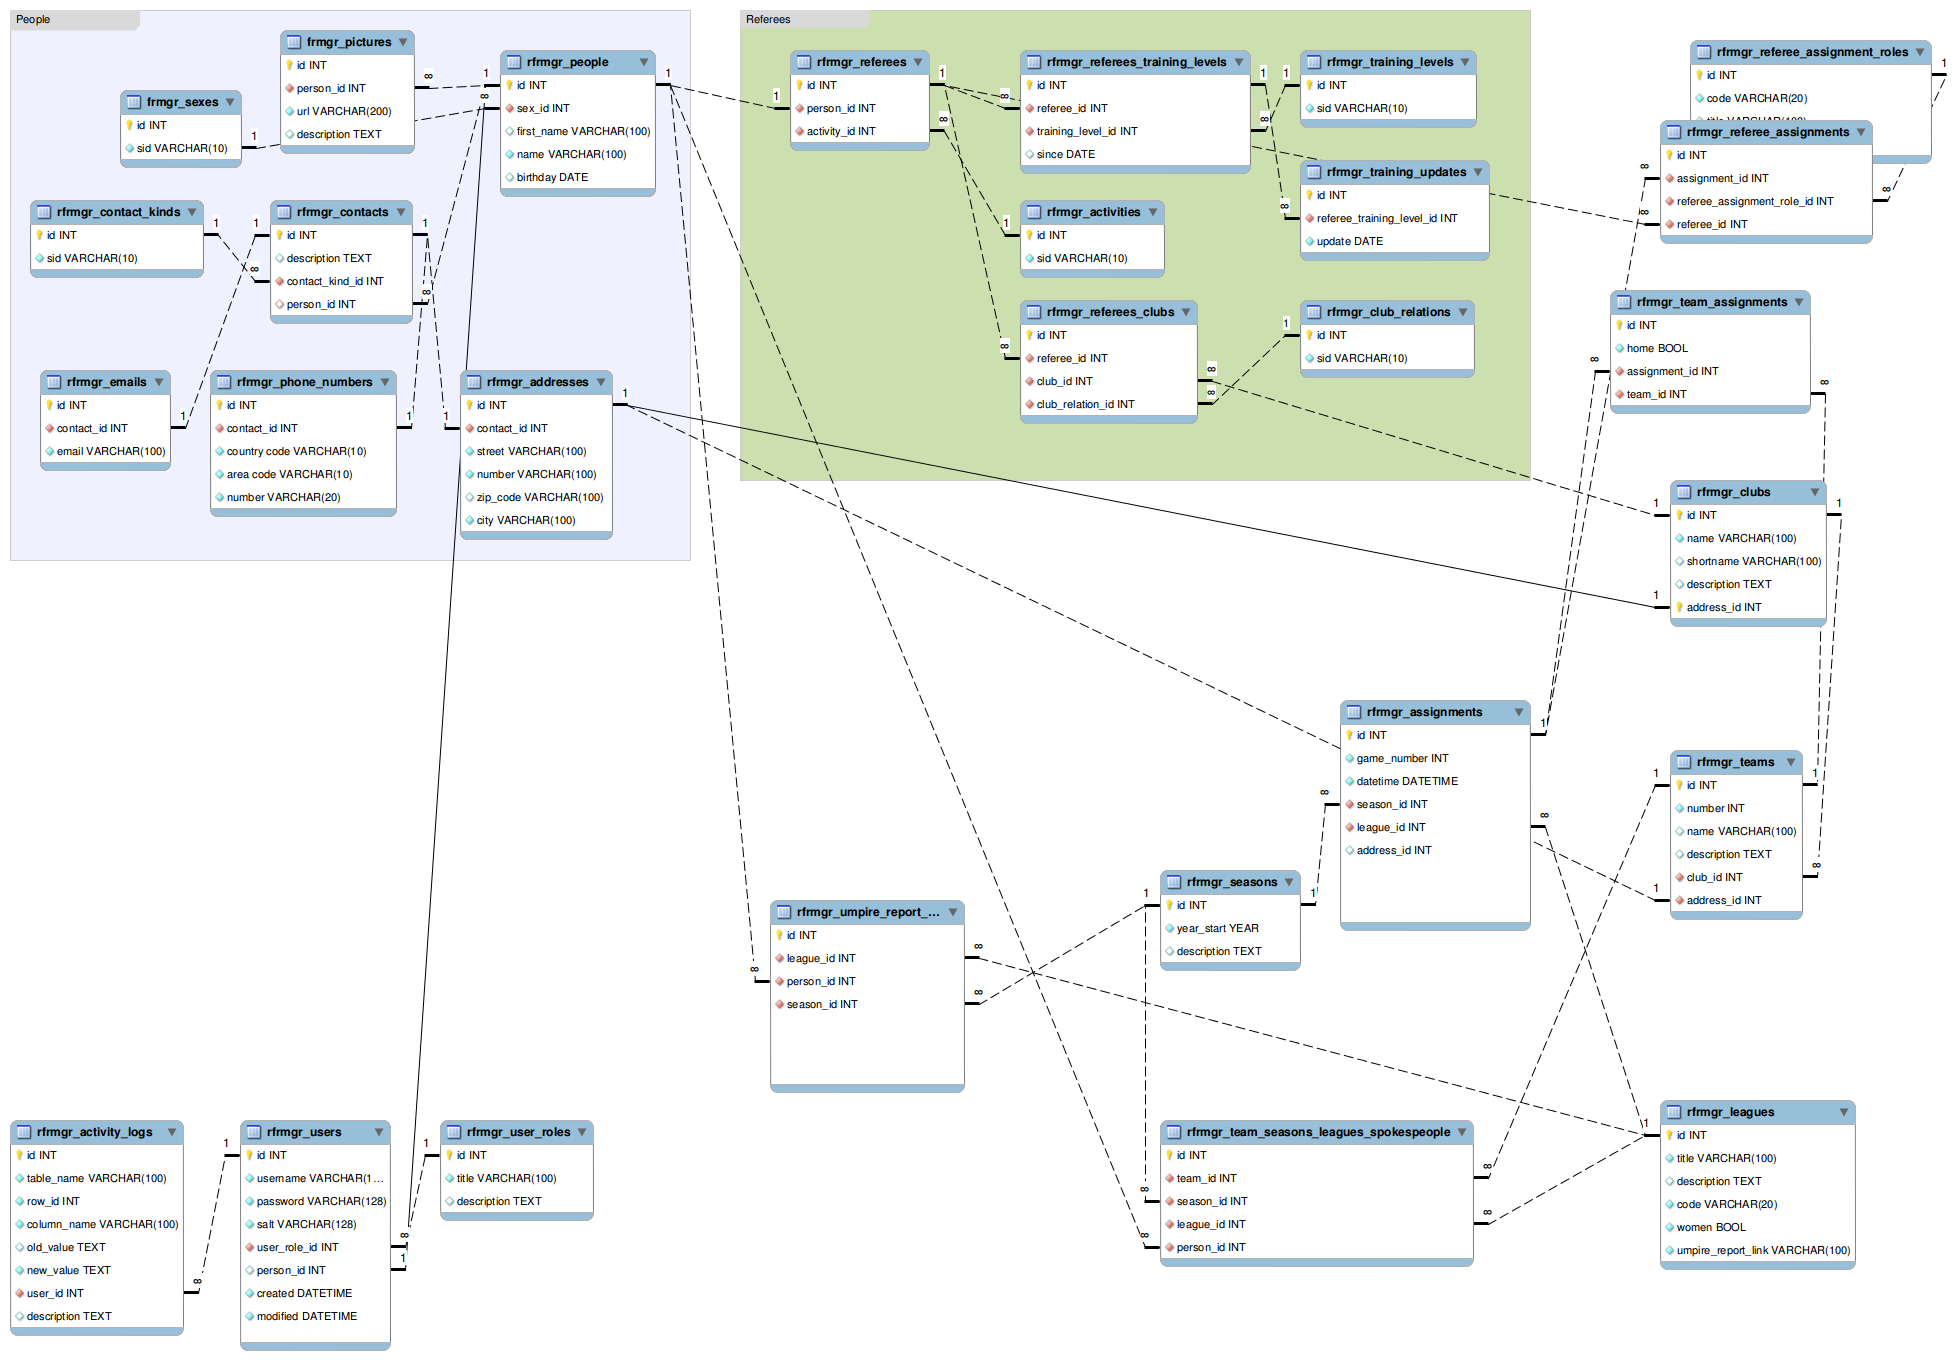 People
frmgr_pictures
id INT
person_id INT
url VARCHAR(200)
description TEXT
frmgr_sexes
id INT
sid VARCHAR(10)
rfrmgr_people
id INT
sex_id INT
first_name VARCHAR(100)
name VARCHAR(100)
birthday DATE
rfrmgr_contact_kinds
id INT
sid VARCHAR(10)
rfrmgr_contacts
id INT
description TEXT
contact_kind_id INT
person_id INT
rfrmgr_emails
id INT
contact_id INT
email VARCHAR(100)
rfrmgr_phone_numbers
id INT
contact_id INT
country code VARCHAR(10)
area code VARCHAR(10)
number VARCHAR(20)
rfrmgr_addresses
id INT
contact_id INT
street VARCHAR(100)
number VARCHAR(100)
zip_code VARCHAR(100)
city VARCHAR(100)
Referees
rfrmgr_referees
id INT
person_id INT
activity_id INT
rfrmgr_referees_training_levels
id INT
referee_id INT
training_level_id INT
since DATE
rfrmgr_training_levels
id INT
sid VARCHAR(10)
rfrmgr_training_updates
id INT
referee_training_level_id INT
update DATE
rfrmgr_activities
id INT
sid VARCHAR(10)
rfrmgr_referees_clubs
id INT
referee_id INT
club_id INT
club_relation_id INT
rfrmgr_club_relations
id INT
sid VARCHAR(10)
rfrmgr_referee_assignment_roles
id INT
code VARCHAR(20)
rfrmgr_referee_assignments
id INT
assignment_id INT
referee_assignment_role_id INT
referee_id INT
rfrmgr_team_assignments
id INT
home BOOL
assignment_id INT
team_id INT
rfrmgr_clubs
id INT
name VARCHAR(100)
shortname VARCHAR(100)
description TEXT
address_id INT
rfrmgr_assignments
id INT
game_number INT
datetime DATETIME
season_id INT
league_id INT
address_id INT
rfrmgr_teams
id INT
number INT
name VARCHAR(100)
description TEXT
club_id INT
address_id INT
rfrmgr_seasons
id INT
year_start YEAR
description TEXT
rfrmgr_umpire_report_...
id INT
league_id INT
person_id INT
season_id INT
rfrmgr_activity_logs
id INT
table_name VARCHAR(100)
row_id INT
column_name VARCHAR(100)
old_value TEXT
new_value TEXT
user_id INT
description TEXT
rfrmgr_users
id INT
username VARCHAR(1...
password VARCHAR(128)
salt VARCHAR(128)
user_role_id INT
person_id INT
created DATETIME
modified DATETIME
rfrmgr_user_roles
id INT
title VARCHAR(100)
description TEXT
rfrmgr_team_seasons_leagues_spokespeople
id INT
team_id INT
season_id INT
league_id INT
person_id INT
rfrmgr_leagues
id INT
title VARCHAR(100)
description TEXT
code VARCHAR(20)
women BOOL
umpire_report_link VARCHAR(100)